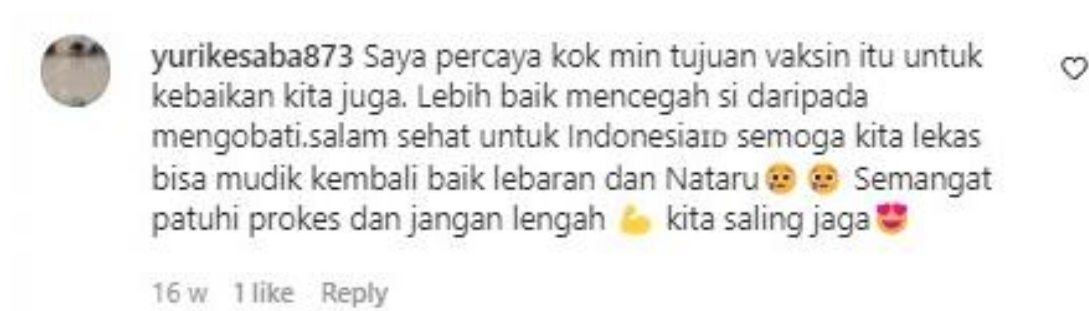 yurikesaba873 Saya percaya kok min tujuan vaksin itu untuk
kebaikan kita juga. Lebih baik mencegah si daripada
mengobati.salam sehat untuk Indonesia🇮🇩 semoga kita lekas
bisa mudik kembali baik lebaran dan Nataru😥 😥 Semangat
patuhi prokes dan jangan lengah 💪 kita saling jaga😍
16 w 1 like Reply